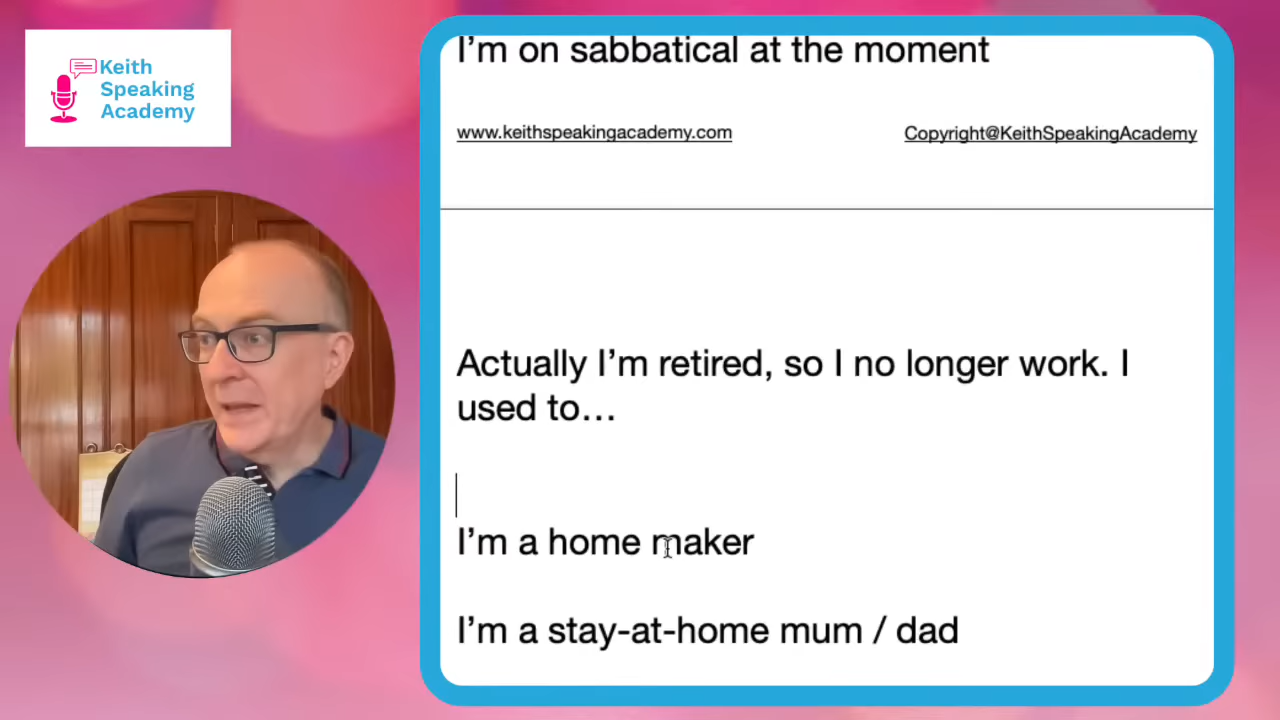 Keith
Speaking
Academy
I'm on sabbatical at the moment
www.keithspeakingacademy.com
Copyright@KeithSpeakingAcademy
Actually I'm retired, so I no longer work. I
used to…
I'm a home maker
I'm a stay-at-home mum / dad